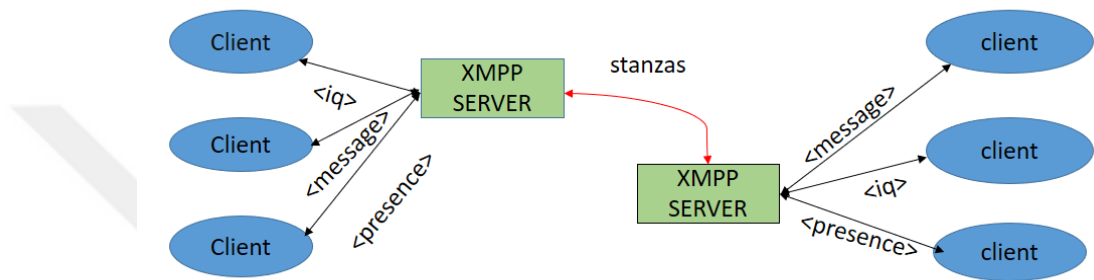 Client
<iq>
Client
<message>
Client
<presence>
XMPP
SERVER
stanzas
XMPP
SERVER
client
<message>
client
<iq>
<presence>
client